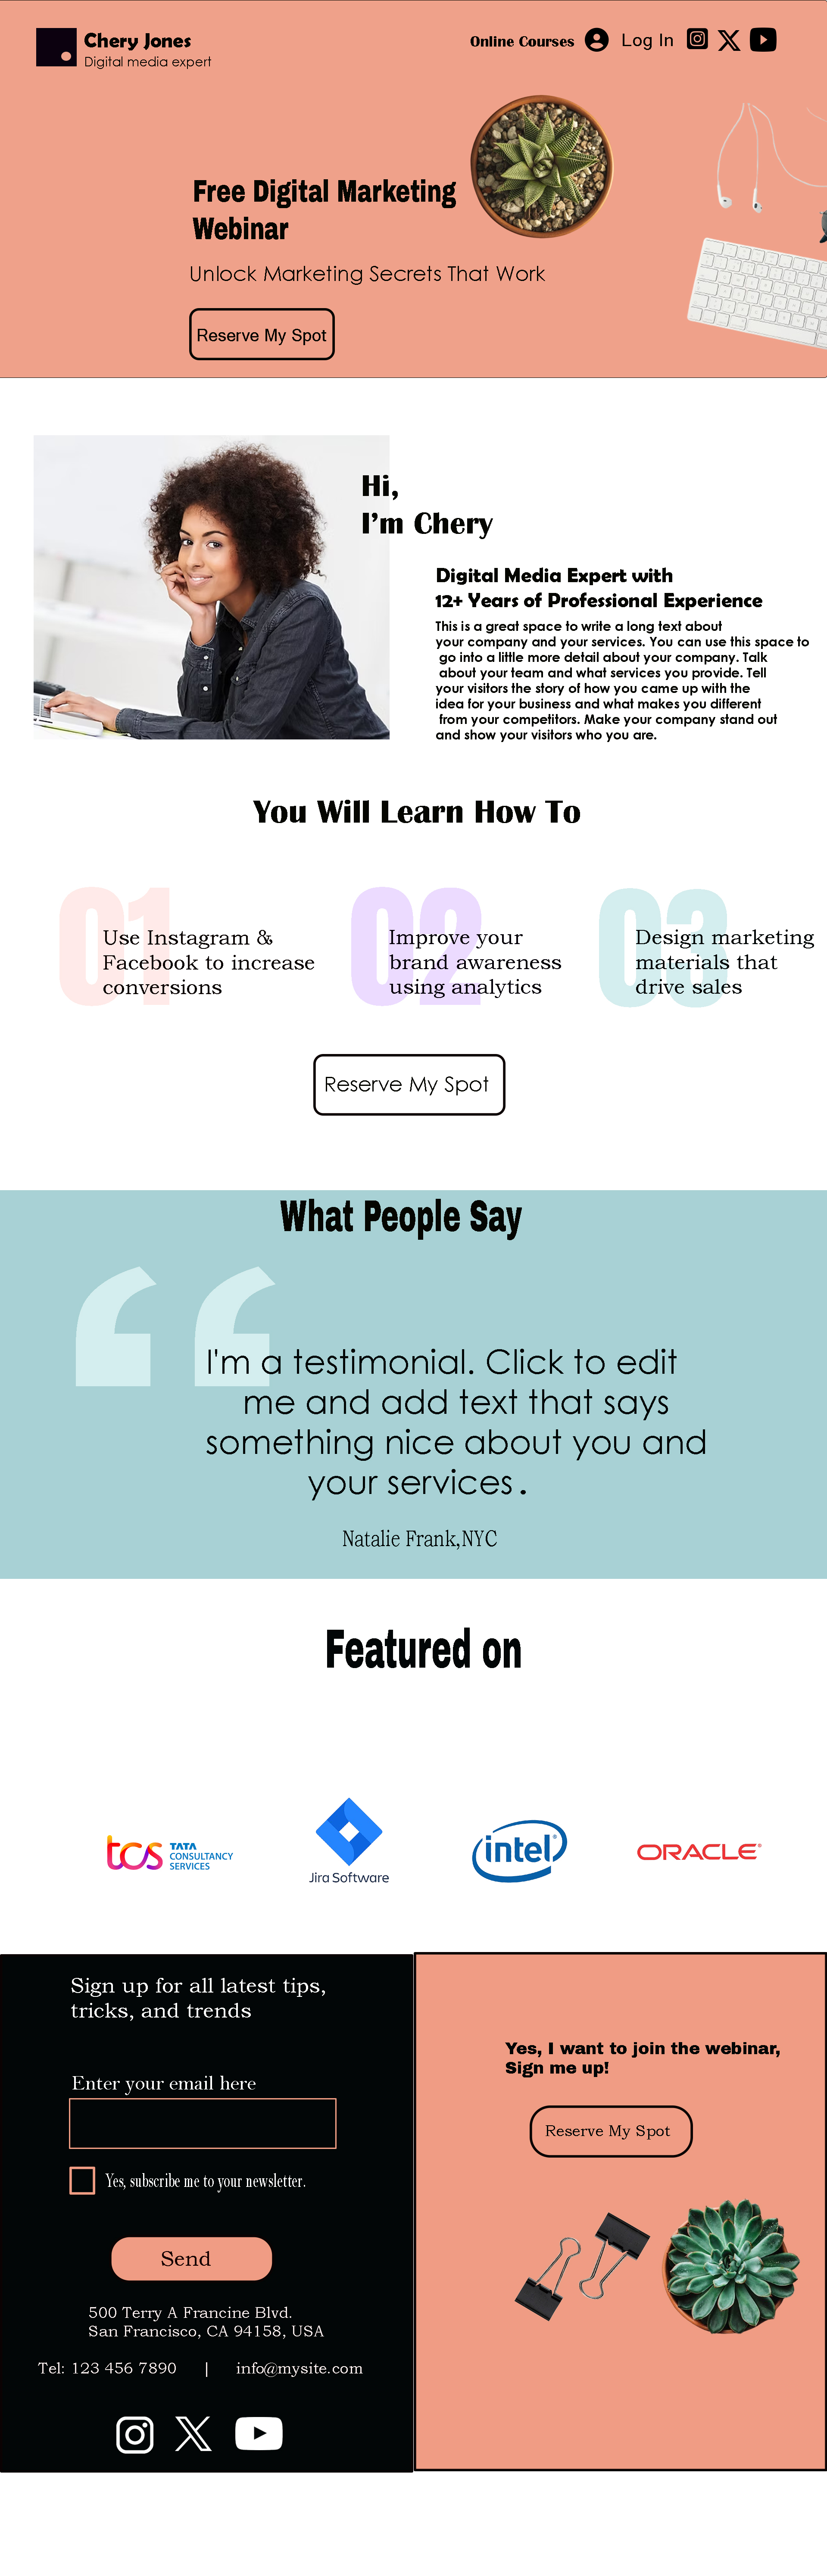 Chery Jones
Digital media expert
Online Courses
Log In
Free Digital Marketing
Webinar
Unlock Marketing Secrets That Work
Reserve My Spot
Hi,
I’m Chery
Digital Media Expert with
12+ Years of Professional Experience
This is a great space to write a long text about
your company and your services. You can use this space to
go into a little more detail about your company. Talk
about your team and what services you provide. Tell
your visitors the story of how you came up with the
idea for your business and what makes you different
from your competitors. Make your company stand out
and show your visitors who you are.
You Will Learn How To
01
Use Instagram &
Facebook to increase
conversions
02
Improve your
brand awareness
using analytics
03
Design marketing
materials that
drive sales
Reserve My Spot
What People Say
“
I'm a testimonial. Click to edit
me and add text that says
something nice about you and
your services.
Natalie Frank,NYC
Featured on
tcs TATA
CONSULTANCY
SERVICES
Jira Software
intel®
ORACLE®
Sign up for all latest tips,
tricks, and trends
Enter your email here
Yes, subscribe me to your newsletter.
Send
500 Terry A Francine Blvd.
San Francisco, CA 94158, USA
Tel: 123 456 7890 | info@mysite.com
Yes, I want to join the webinar,
Sign me up!
Reserve My Spot